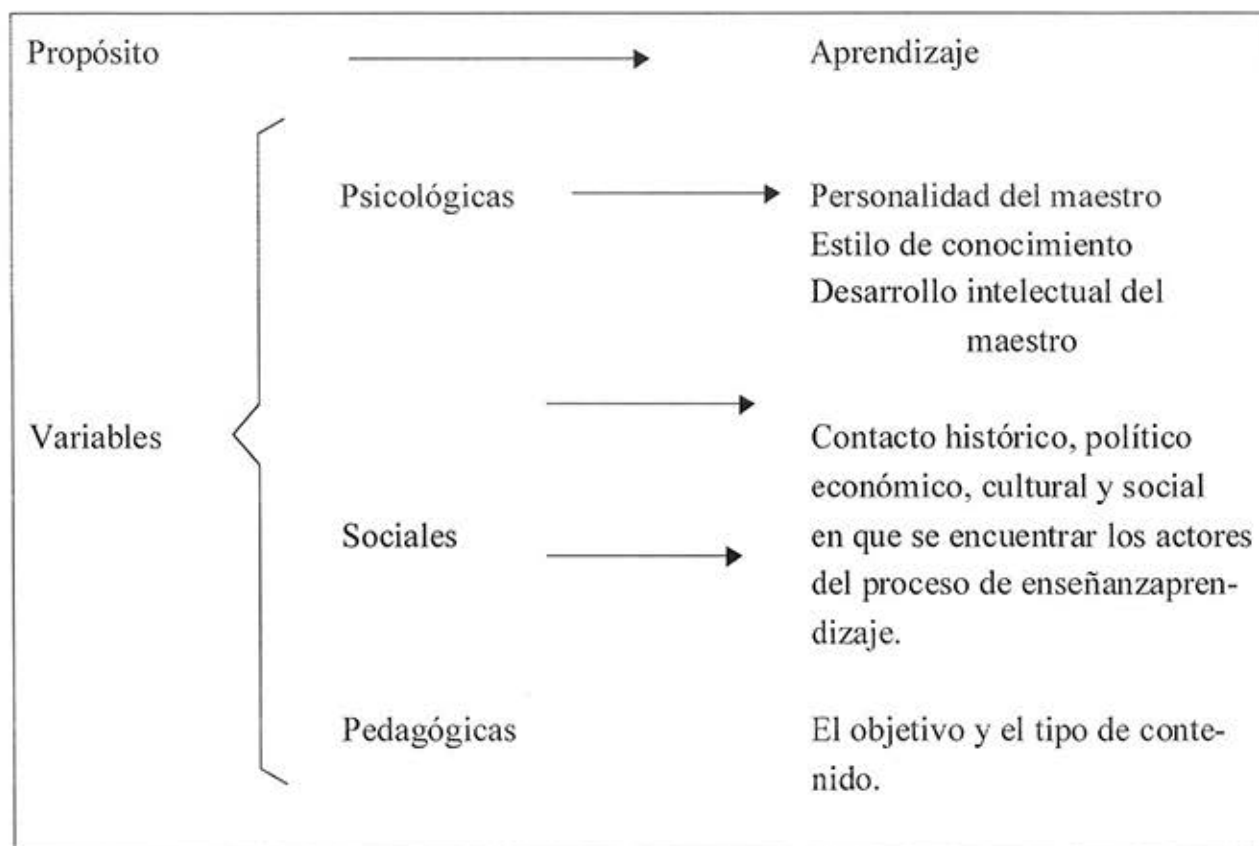 Propósito Aprendizaje
Psicológicas Personalidad del maestro
Estilo de conocimiento
Desarrollo intelectual del
maestro
Variables Contacto histórico, político
económico, cultural y social
Sociales en que se encuentrar los actores
del proceso de enseñanzapren-
dizaje.
Pedagógicas El objetivo y el tipo de conte-
nido.